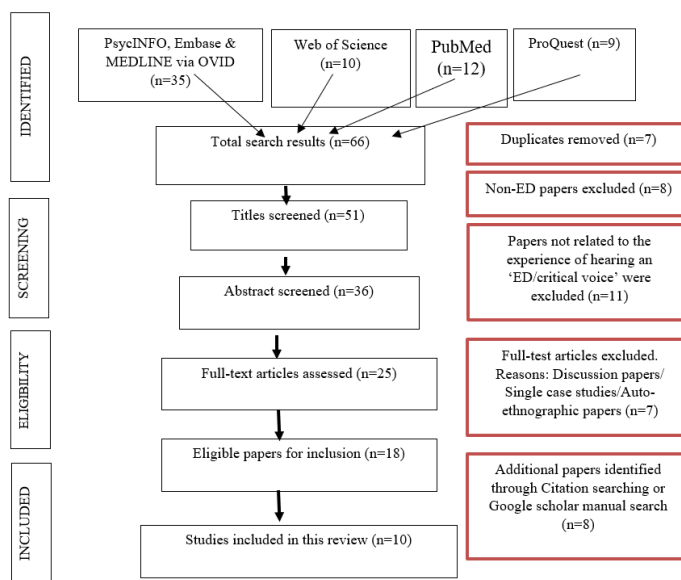 IDENTIFIED
PsycINFO, Embase &
MEDLINE via OVID
(n=35)
Web of Science
(n=10)
PubMed
(n=12)
ProQuest (n=9)
Total search results (n=66)
Duplicates removed (n=7)
Non-ED papers excluded (n=8)
SCREENING
Titles screened (n=51)
Papers not related to the
experience of hearing an
‘ED/critical voice’ were
excluded (n=11)
Abstract screened (n=36)
ELIGIBILITY
Full-text articles assessed (n=25)
Full-test articles excluded.
Reasons: Discussion papers/
Single case studies/Auto-
ethnographic papers
(n=7)
Eligible papers for inclusion (n=18)
INCLUDED
Additional papers identified
through Citation searching or
Google scholar manual search
(n=8)
Studies included in this review (n=10)